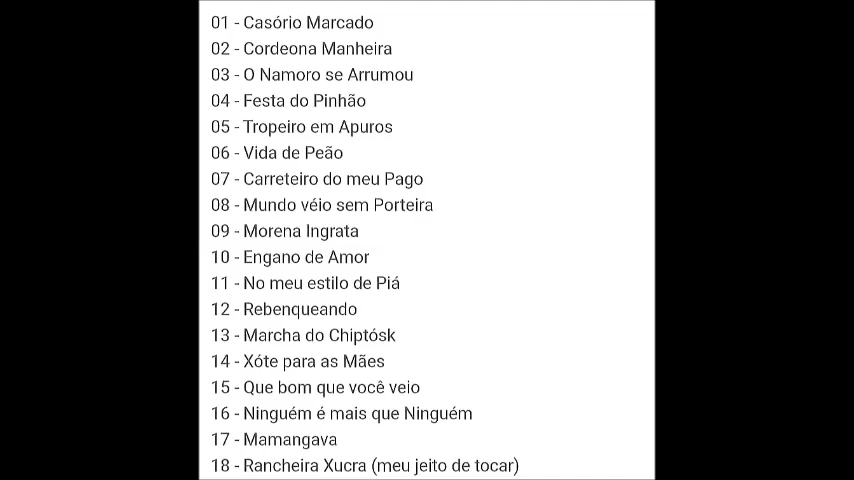 01 - Casório Marcado
02 - Cordeona Manheira
03 - O Namoro se Arrumou
04 - Festa do Pinhão
05 - Tropeiro em Apuros
06 - Vida de Peão
07 - Carreteiro do meu Pago
08 - Mundo véio sem Porteira
09 - Morena Ingrata
10 - Engano de Amor
11 - No meu estilo de Piá
12 - Rebenqueando
13 - Marcha do Chiptósk
14 - Xóte para as Mães
15 - Que bom que você veio
16 - Ninguém é mais que Ninguém
17 - Mamangava
18 - Rancheira Xucra (meu jeito de tocar)